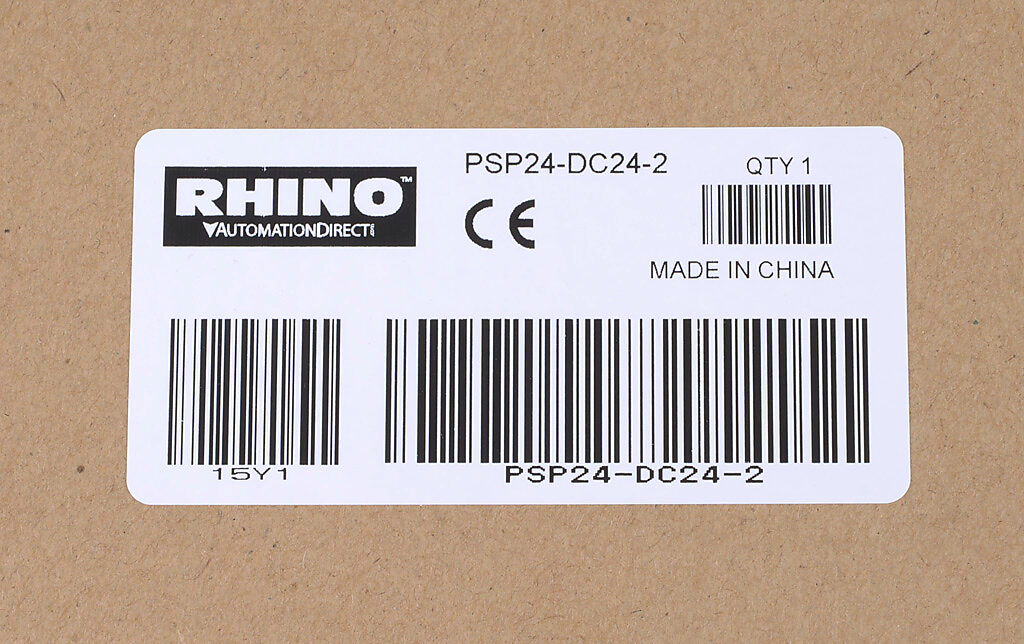 RHINO™
AUTOMATIONDIRECT
PSP24-DC24-2
CE
QTY 1
MADE IN CHINA
15Y1
PSP24-DC24-2